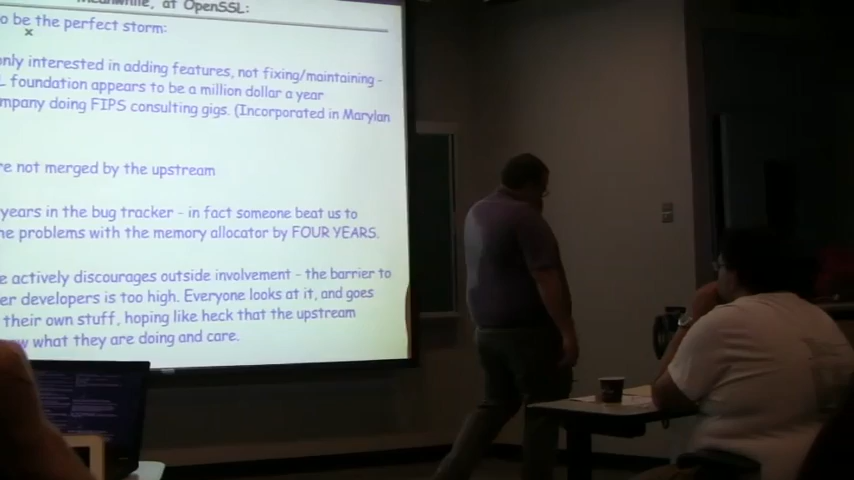 Meanwhile, at OpenSSL:
o be the perfect storm:
x
only interested in adding features, not fixing/maintaining -
L foundation appears to be a million dollar a year
mpany doing FIPS consulting gigs. (Incorporated in Marylan
re not merged by the upstream
years in the bug tracker - in fact someone beat us to
he problems with the memory allocator by FOUR YEARS.
e actively discourages outside involvement - the barrier to
er developers is too high. Everyone looks at it, and goes
their own stuff, hoping like heck that the upstream
w what they are doing and care.